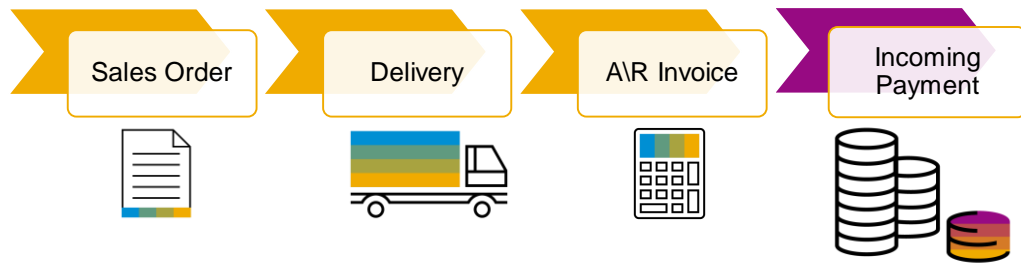 Sales Order
Delivery
A\R Invoice
Incoming
Payment